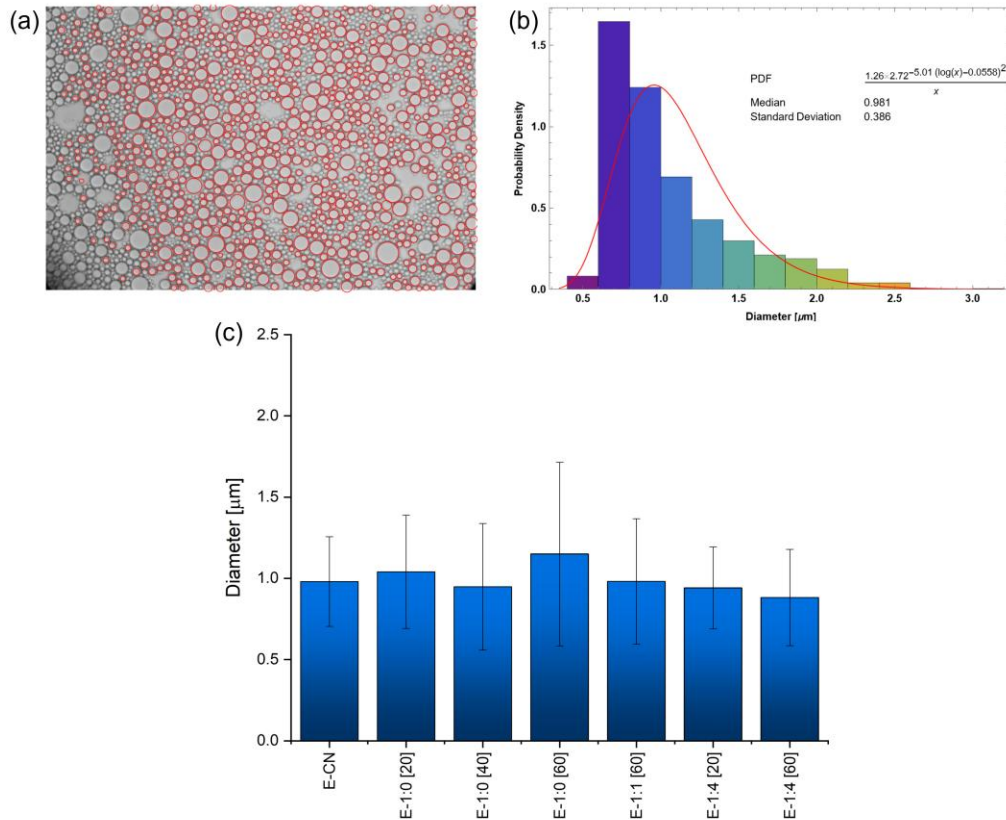 (a)
(b)
1.5
1.0
0.5
0.0
Probability Density
PDF
1.26 2.72^-5.01 (log(x)-0.0558)^2
x
Median 0.981
Standard Deviation 0.386
0.5 1.0 1.5 2.0 2.5 3.0
Diameter [μm]
(c)
2.5
2.0
1.5
1.0
0.5
0.0
Diameter [μm]
E-CN
E-1:0 [20]
E-1:0 [40]
E-1:0 [60]
E-1:1 [60]
E-1:4 [20]
E-1:4 [60]